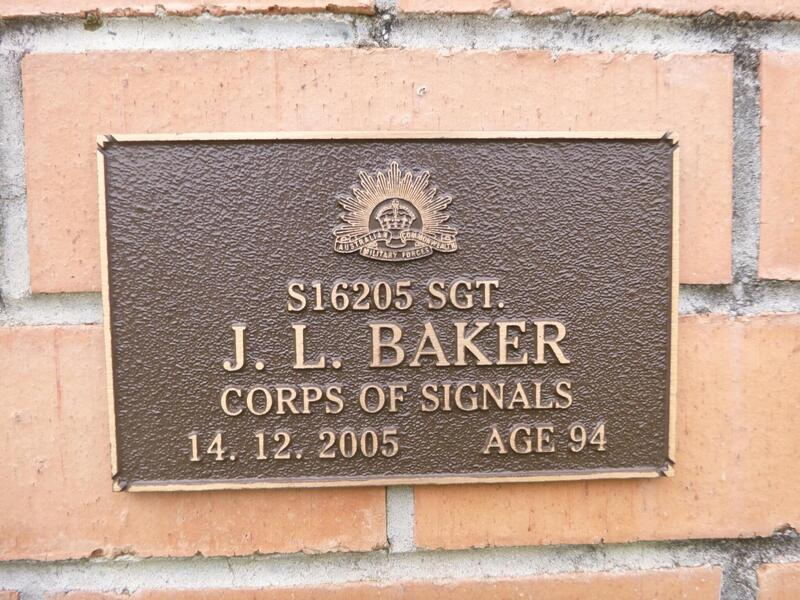 AUSTRALIAN COMMONWEALTH
MILITARY FORCES
S16205 SGT.
J. L. BAKER
CORPS OF SIGNALS
14. 12. 2005 AGE 94